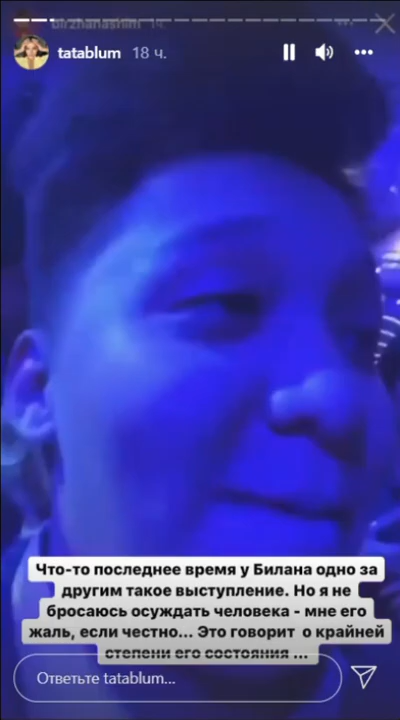 tatablum 18 ч.
Что-то последнее время у Билана одно за
другим такое выступление. Но я не
бросаюсь осуждать человека - мне его
жаль, если честно... Это говорит о крайней
степени его состояния ...
Ответьте tatablum...